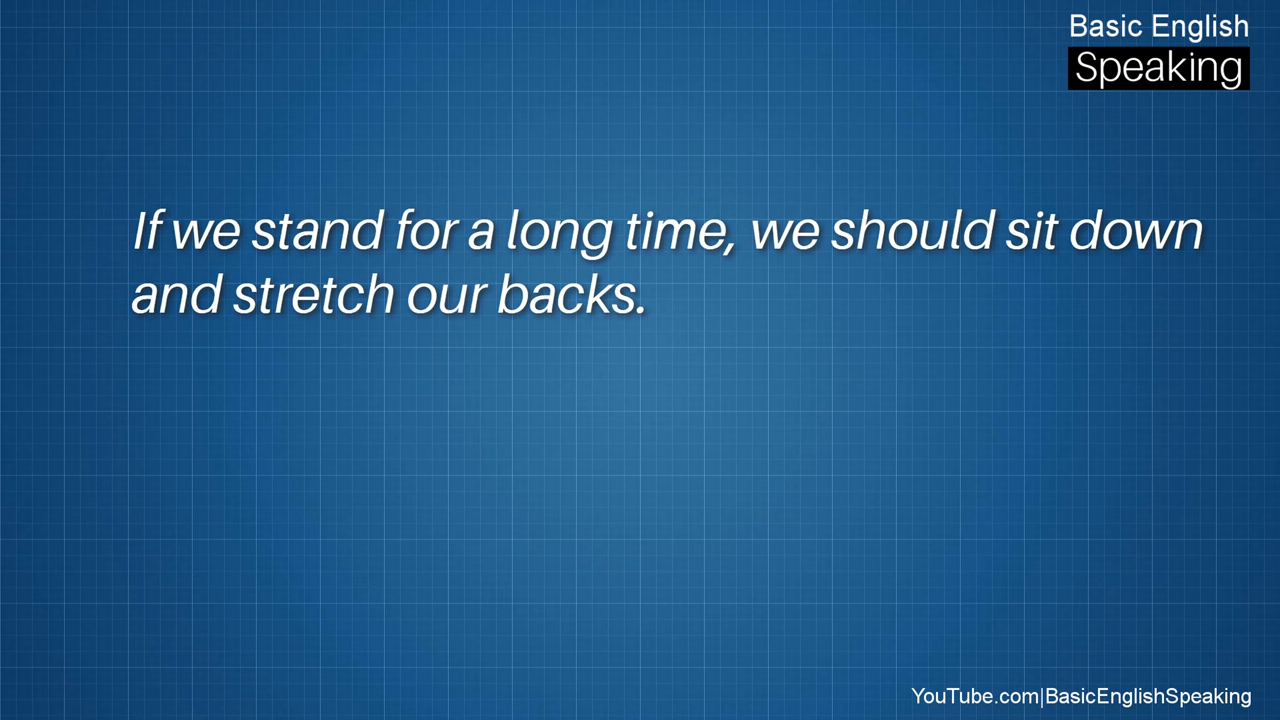 Basic English
Speaking
If we stand for a long time, we should sit down
and stretch our backs.
YouTube.com|BasicEnglishSpeaking